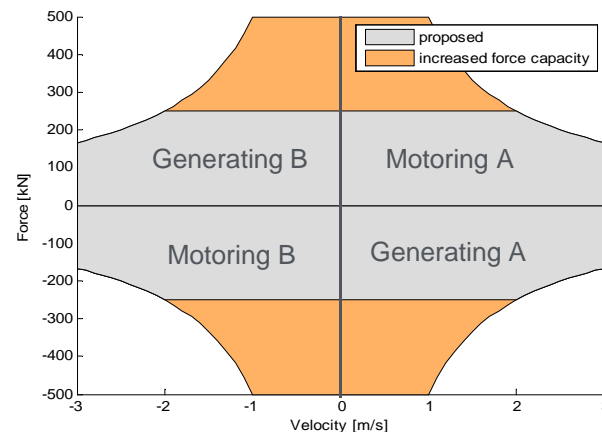 500
400
300
200
100
0
-100
-200
-300
-400
-500
Force [kN]
proposed
increased force capacity
Generating B
Motoring A
Motoring B
Generating A
-3
-2
-1
0
1
2
3
Velocity [m/s]